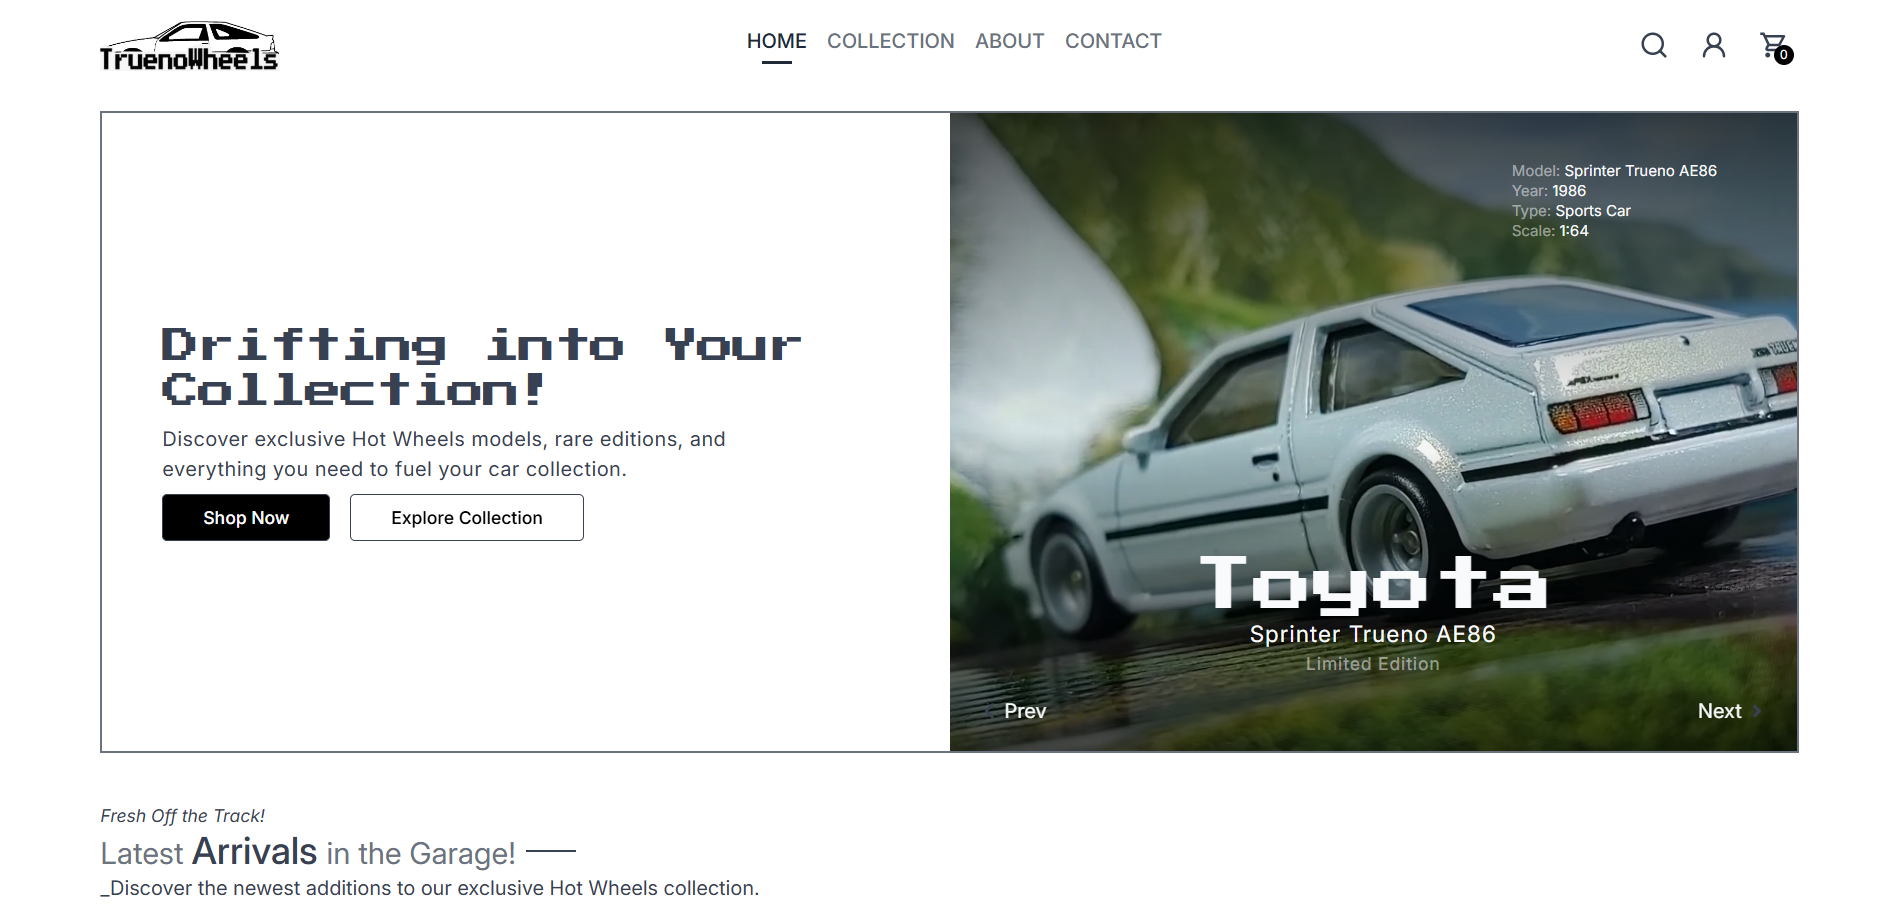 TruenoWheels
HOME COLLECTION ABOUT CONTACT
0
Drifting into Your
Collection!
Discover exclusive Hot Wheels models, rare editions, and
everything you need to fuel your car collection.
Shop Now
Explore Collection
Model: Sprinter Trueno AE86
Year: 1986
Type: Sports Car
Scale: 1:64
Toyota
Sprinter Trueno AE86
Limited Edition
Prev
Next
Fresh Off the Track!
Latest Arrivals in the Garage!
_Discover the newest additions to our exclusive Hot Wheels collection.